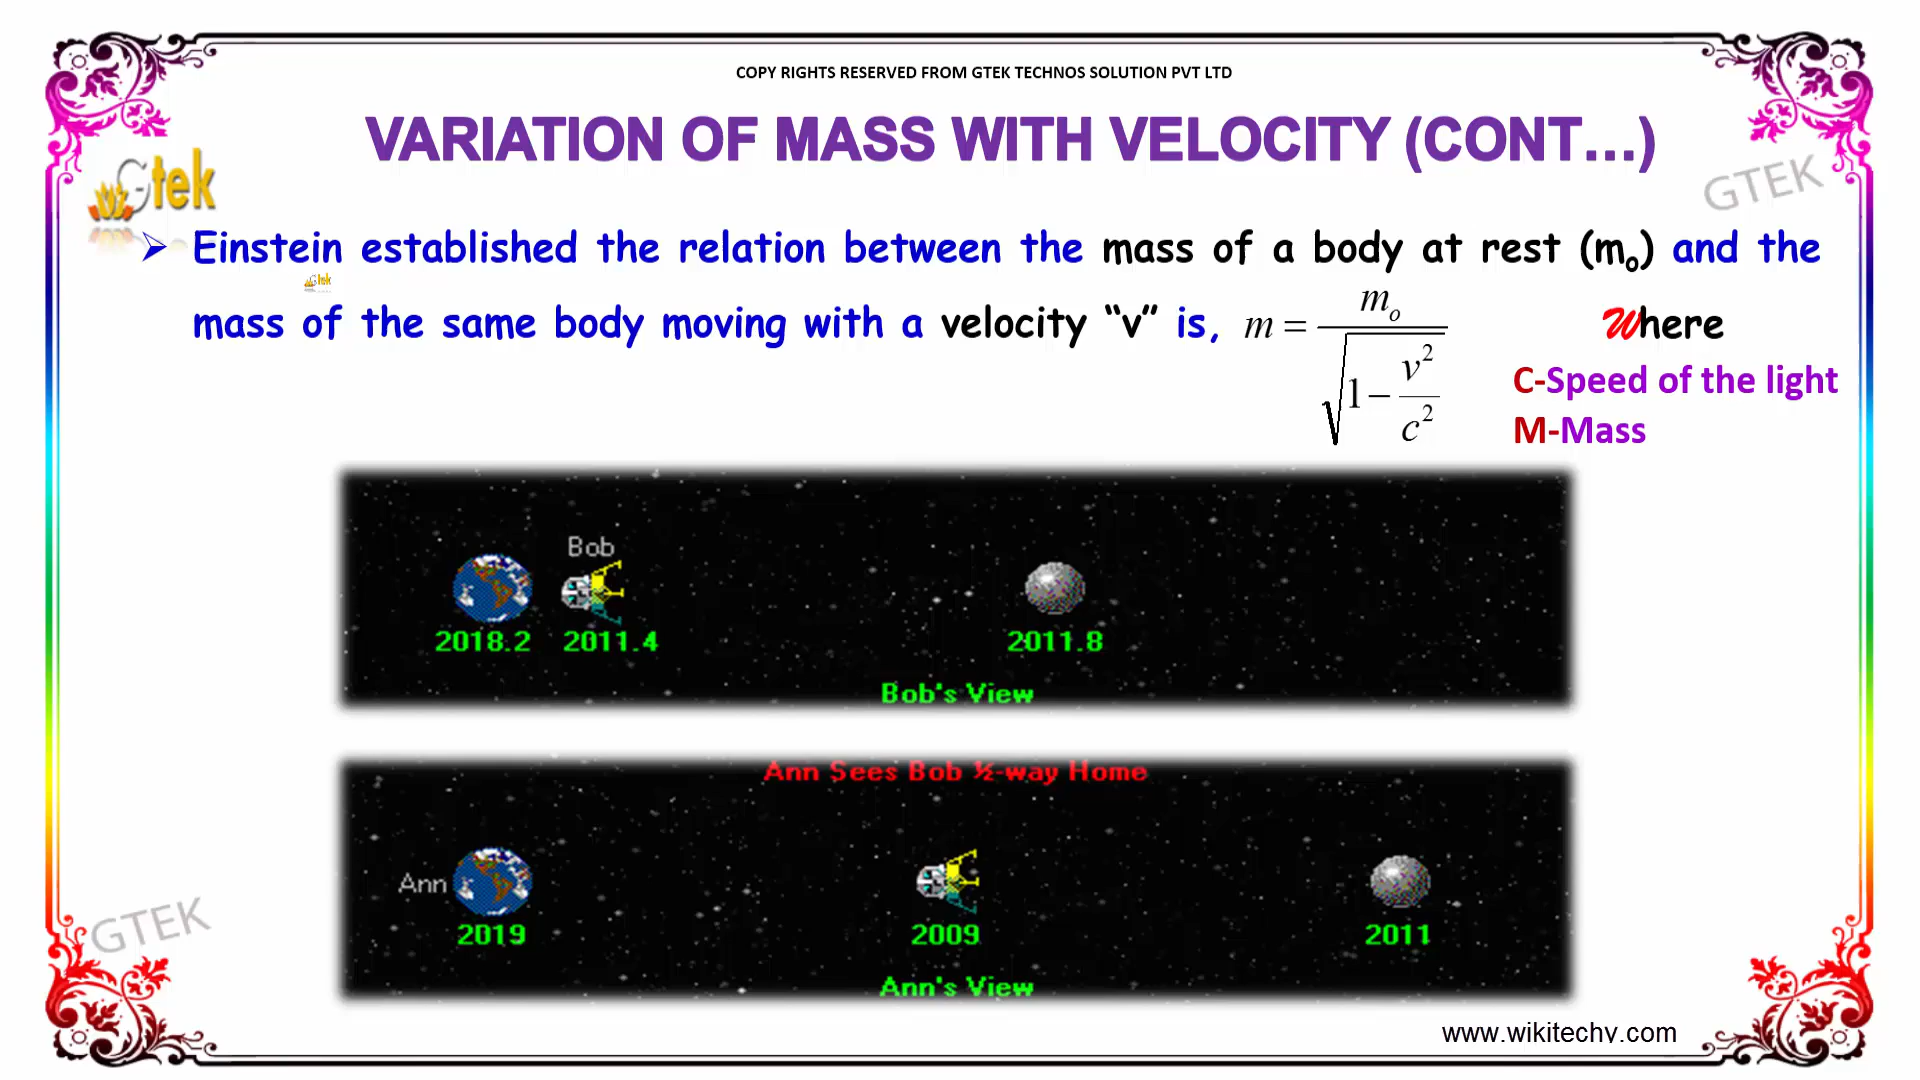 COPY RIGHTS RESERVED FROM GTEK TECHNOS SOLUTION PVT LTD
VARIATION OF MASS WITH VELOCITY (CONT...)
Gtek
GTEK
➢ Einstein established the relation between the mass of a body at rest (mₒ) and the
Gtek
mass of the same body moving with a velocity “v” is, m = mₒ / √(1 − v²/c²) Where
C-Speed of the light
M-Mass
Bob
2018.2 2011.4 2011.8
Bob's View
Ann Sees Bob ½-way Home
Ann
2019 2009 2011
Ann's View
GTEK
www.wikitechy.com